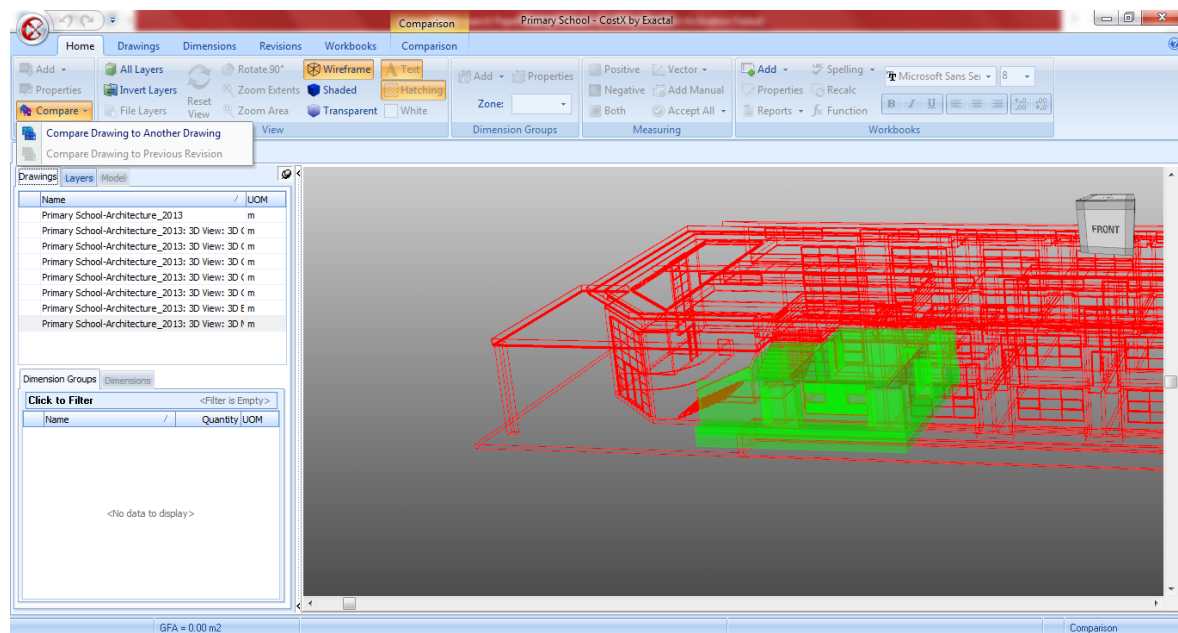 Comparison
Primary School - CostX by Exactal
Home Drawings Dimensions Revisions Workbooks Comparison
Add All Layers Rotate 90° Wireframe Text Add Properties Positive Vector Add Spelling Microsoft Sans Ser 8
Properties Invert Layers Reset View Zoom Extents Shaded Hatching Zone: Negative Add Manual Properties Recalc
Compare File Layers Zoom Area Transparent White Both Accept All Reports fx Function B I U
View Dimension Groups Measuring Workbooks
Compare Drawing to Another Drawing
Compare Drawing to Previous Revision
Drawings Layers Model
Name UOM
Primary School-Architecture_2013 m
Primary School-Architecture_2013: 3D View: 3D ( m
Primary School-Architecture_2013: 3D View: 3D ( m
Primary School-Architecture_2013: 3D View: 3D ( m
Primary School-Architecture_2013: 3D View: 3D ( m
Primary School-Architecture_2013: 3D View: 3D ( m
Primary School-Architecture_2013: 3D View: 3D E m
Primary School-Architecture_2013: 3D View: 3D m
FRONT
Dimension Groups Dimensions
Click to Filter <Filter is Empty>
Name Quantity UOM
<No data to display>
GFA = 0.00 m2 Comparison